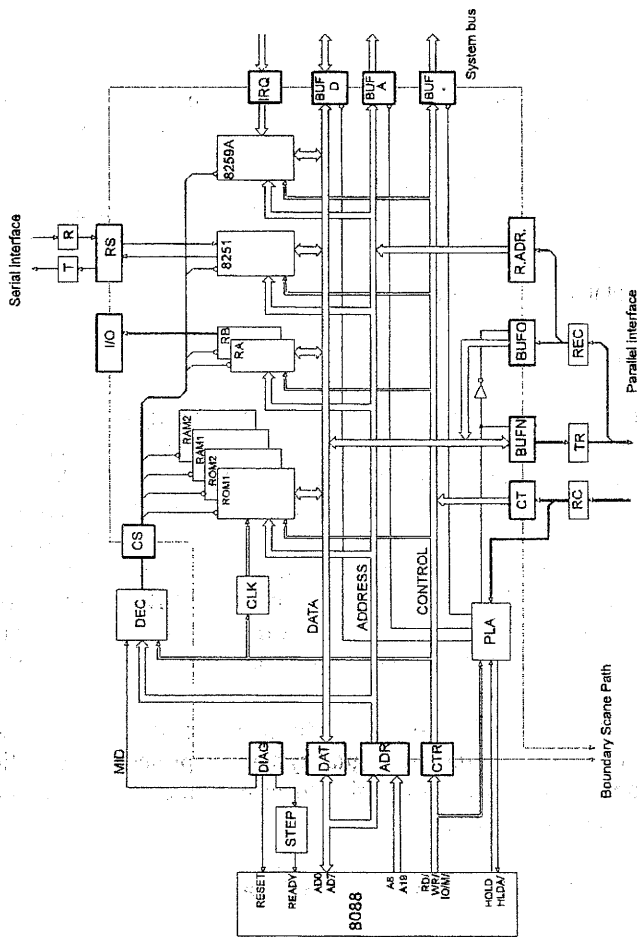 Serial Interface
T
R
I/O
RS
CS
IRQ
DEC
RAM2
RAM1
ROM2
ROM1
RB
RA
8251
8259A
MID
DIAG
CLK
STEP
RESET
READY
AD0
AD7
A8
A19
RD/
WR/
IO/M/
HOLD
HLDA/
8088
DAT
ADR
CTR
DATA
ADDRESS
CONTROL
BUF
D
BUF
A
BUF
System bus
PLA
CT
BUFN
BUFO
R.ADR.
RC
TR
REC
Boundary Scane Path
Parallel interface